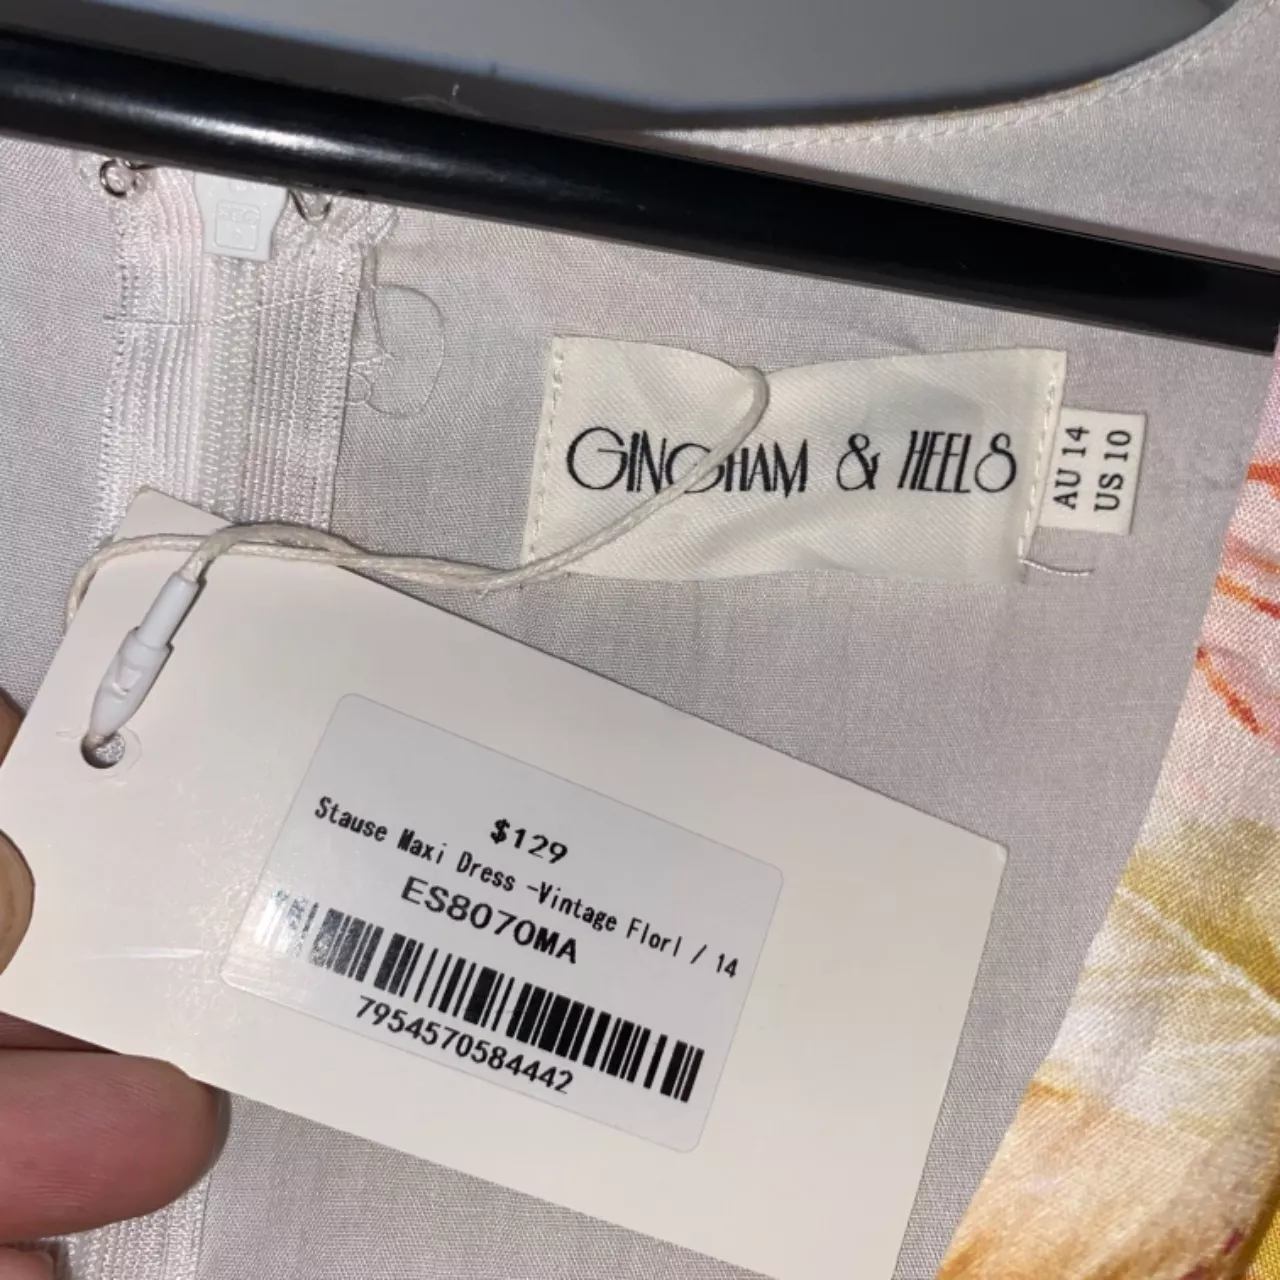 GINGHAM & HEELS
AU 14
US 10
$129
Stause Maxi Dress -Vintage Florl / 14
ES8070MA
7954570584442